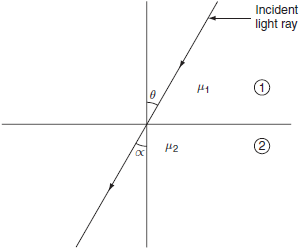 Incident
light ray
θ
μ1
①
∝
μ2
②